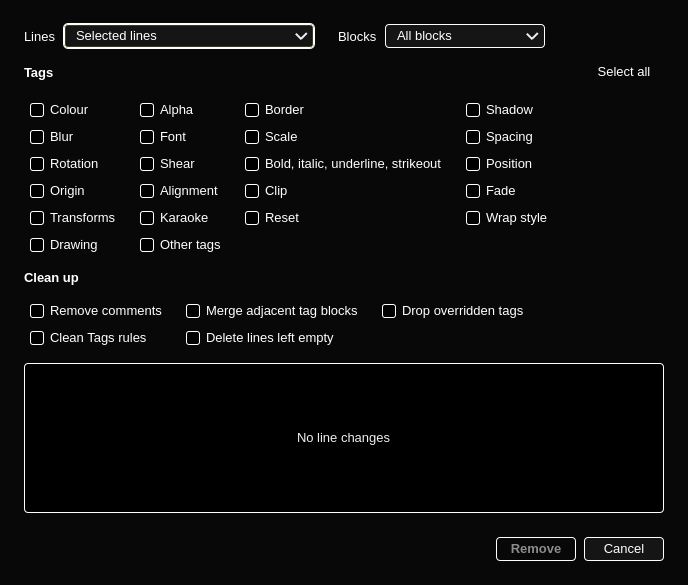 Lines Selected lines Blocks All blocks
Tags Select all
Colour Alpha Border Shadow
Blur Font Scale Spacing
Rotation Shear Bold, italic, underline, strikeout Position
Origin Alignment Clip Fade
Transforms Karaoke Reset Wrap style
Drawing Other tags
Clean up
Remove comments Merge adjacent tag blocks Drop overridden tags
Clean Tags rules Delete lines left empty
No line changes
Remove Cancel